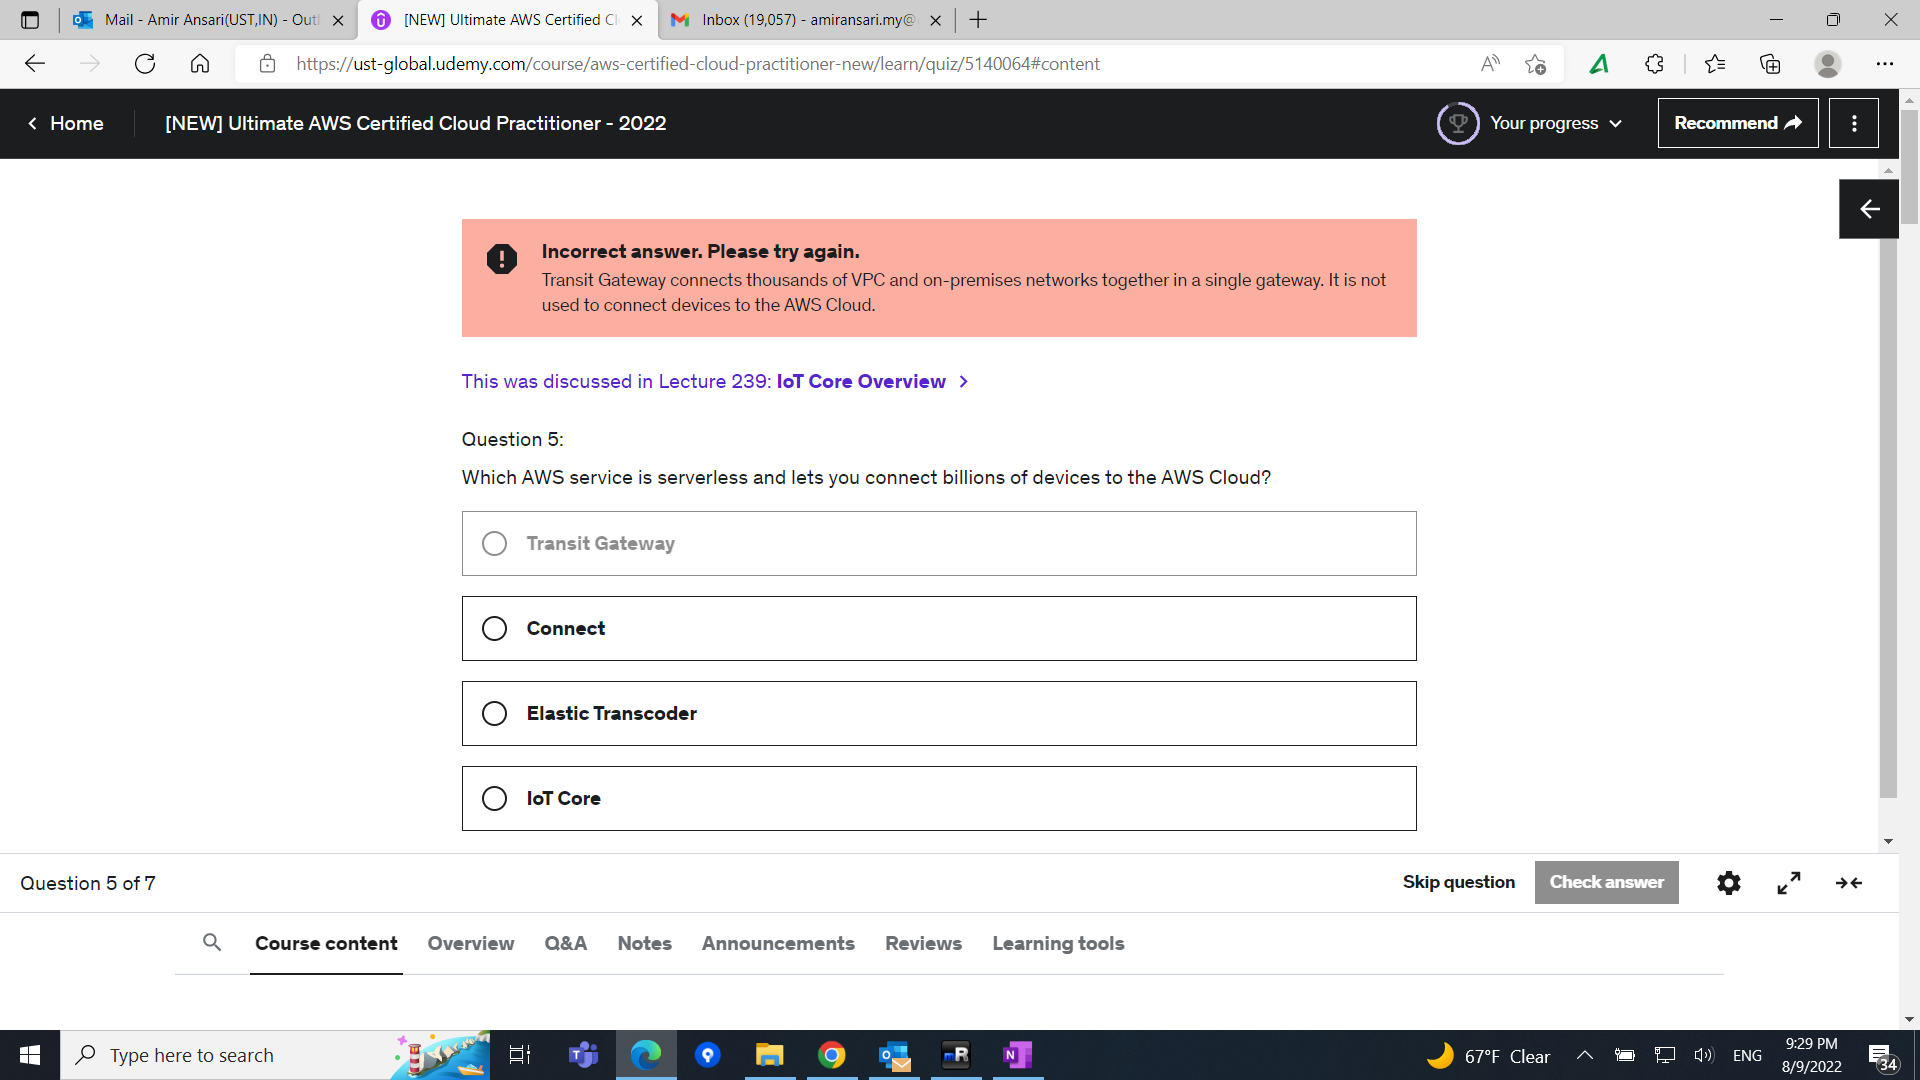 Mail - Amir Ansari(UST,IN) - Out
[NEW] Ultimate AWS Certified Cl
Inbox (19,057) - amiransari.my@
https://ust-global.udemy.com/course/aws-certified-cloud-practitioner-new/learn/quiz/5140064#content
Home
[NEW] Ultimate AWS Certified Cloud Practitioner - 2022
Your progress
Recommend
Incorrect answer. Please try again.
Transit Gateway connects thousands of VPC and on-premises networks together in a single gateway. It is not
used to connect devices to the AWS Cloud.
This was discussed in Lecture 239: IoT Core Overview
Question 5:
Which AWS service is serverless and lets you connect billions of devices to the AWS Cloud?
Transit Gateway
Connect
Elastic Transcoder
IoT Core
Question 5 of 7
Skip question
Check answer
Course content
Overview
Q&A
Notes
Announcements
Reviews
Learning tools
Type here to search
67°F Clear
ENG
9:29 PM
8/9/2022
34